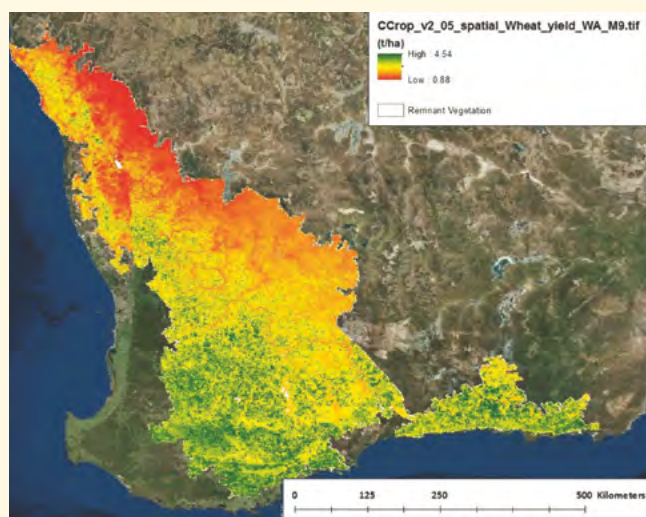 CCrop_v2_05_spatial_Wheat_yield_WA_M9.tif
(t/ha)
High : 4.54
Low : 0.88
Remnant Vegetation
0 125 250 500 Kilometers